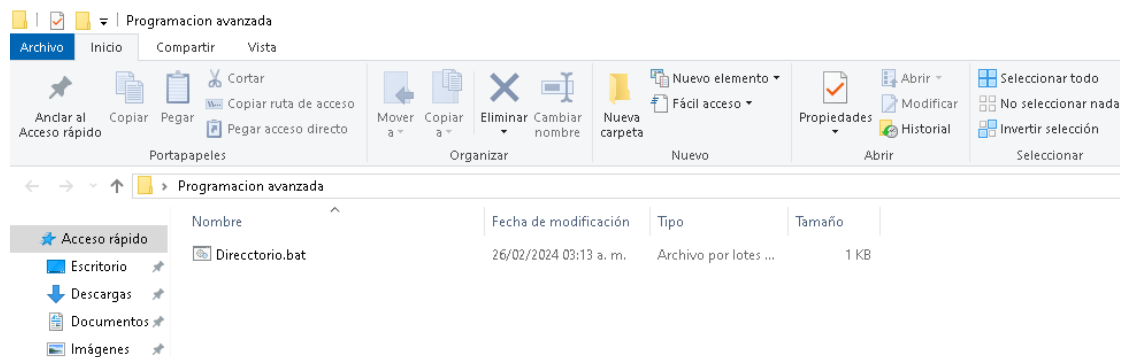 Programacion avanzada
Archivo Inicio Compartir Vista
Anclar al
Acceso rápido
Copiar
Pegar
Cortar
Copiar ruta de acceso
Pegar acceso directo
Portapapeles
Mover
a
Copiar
a
Eliminar
Cambiar
nombre
Organizar
Nueva
carpeta
Nuevo elemento
Fácil acceso
Nuevo
Propiedades
Abrir
Modificar
Historial
Abrir
Seleccionar todo
No seleccionar nada
Invertir selección
Seleccionar
Programacion avanzada
Nombre Fecha de modificación Tipo Tamaño
Direcctorio.bat 26/02/2024 03:13 a. m. Archivo por lotes ... 1 KB
Acceso rápido
Escritorio
Descargas
Documentos
Imágenes